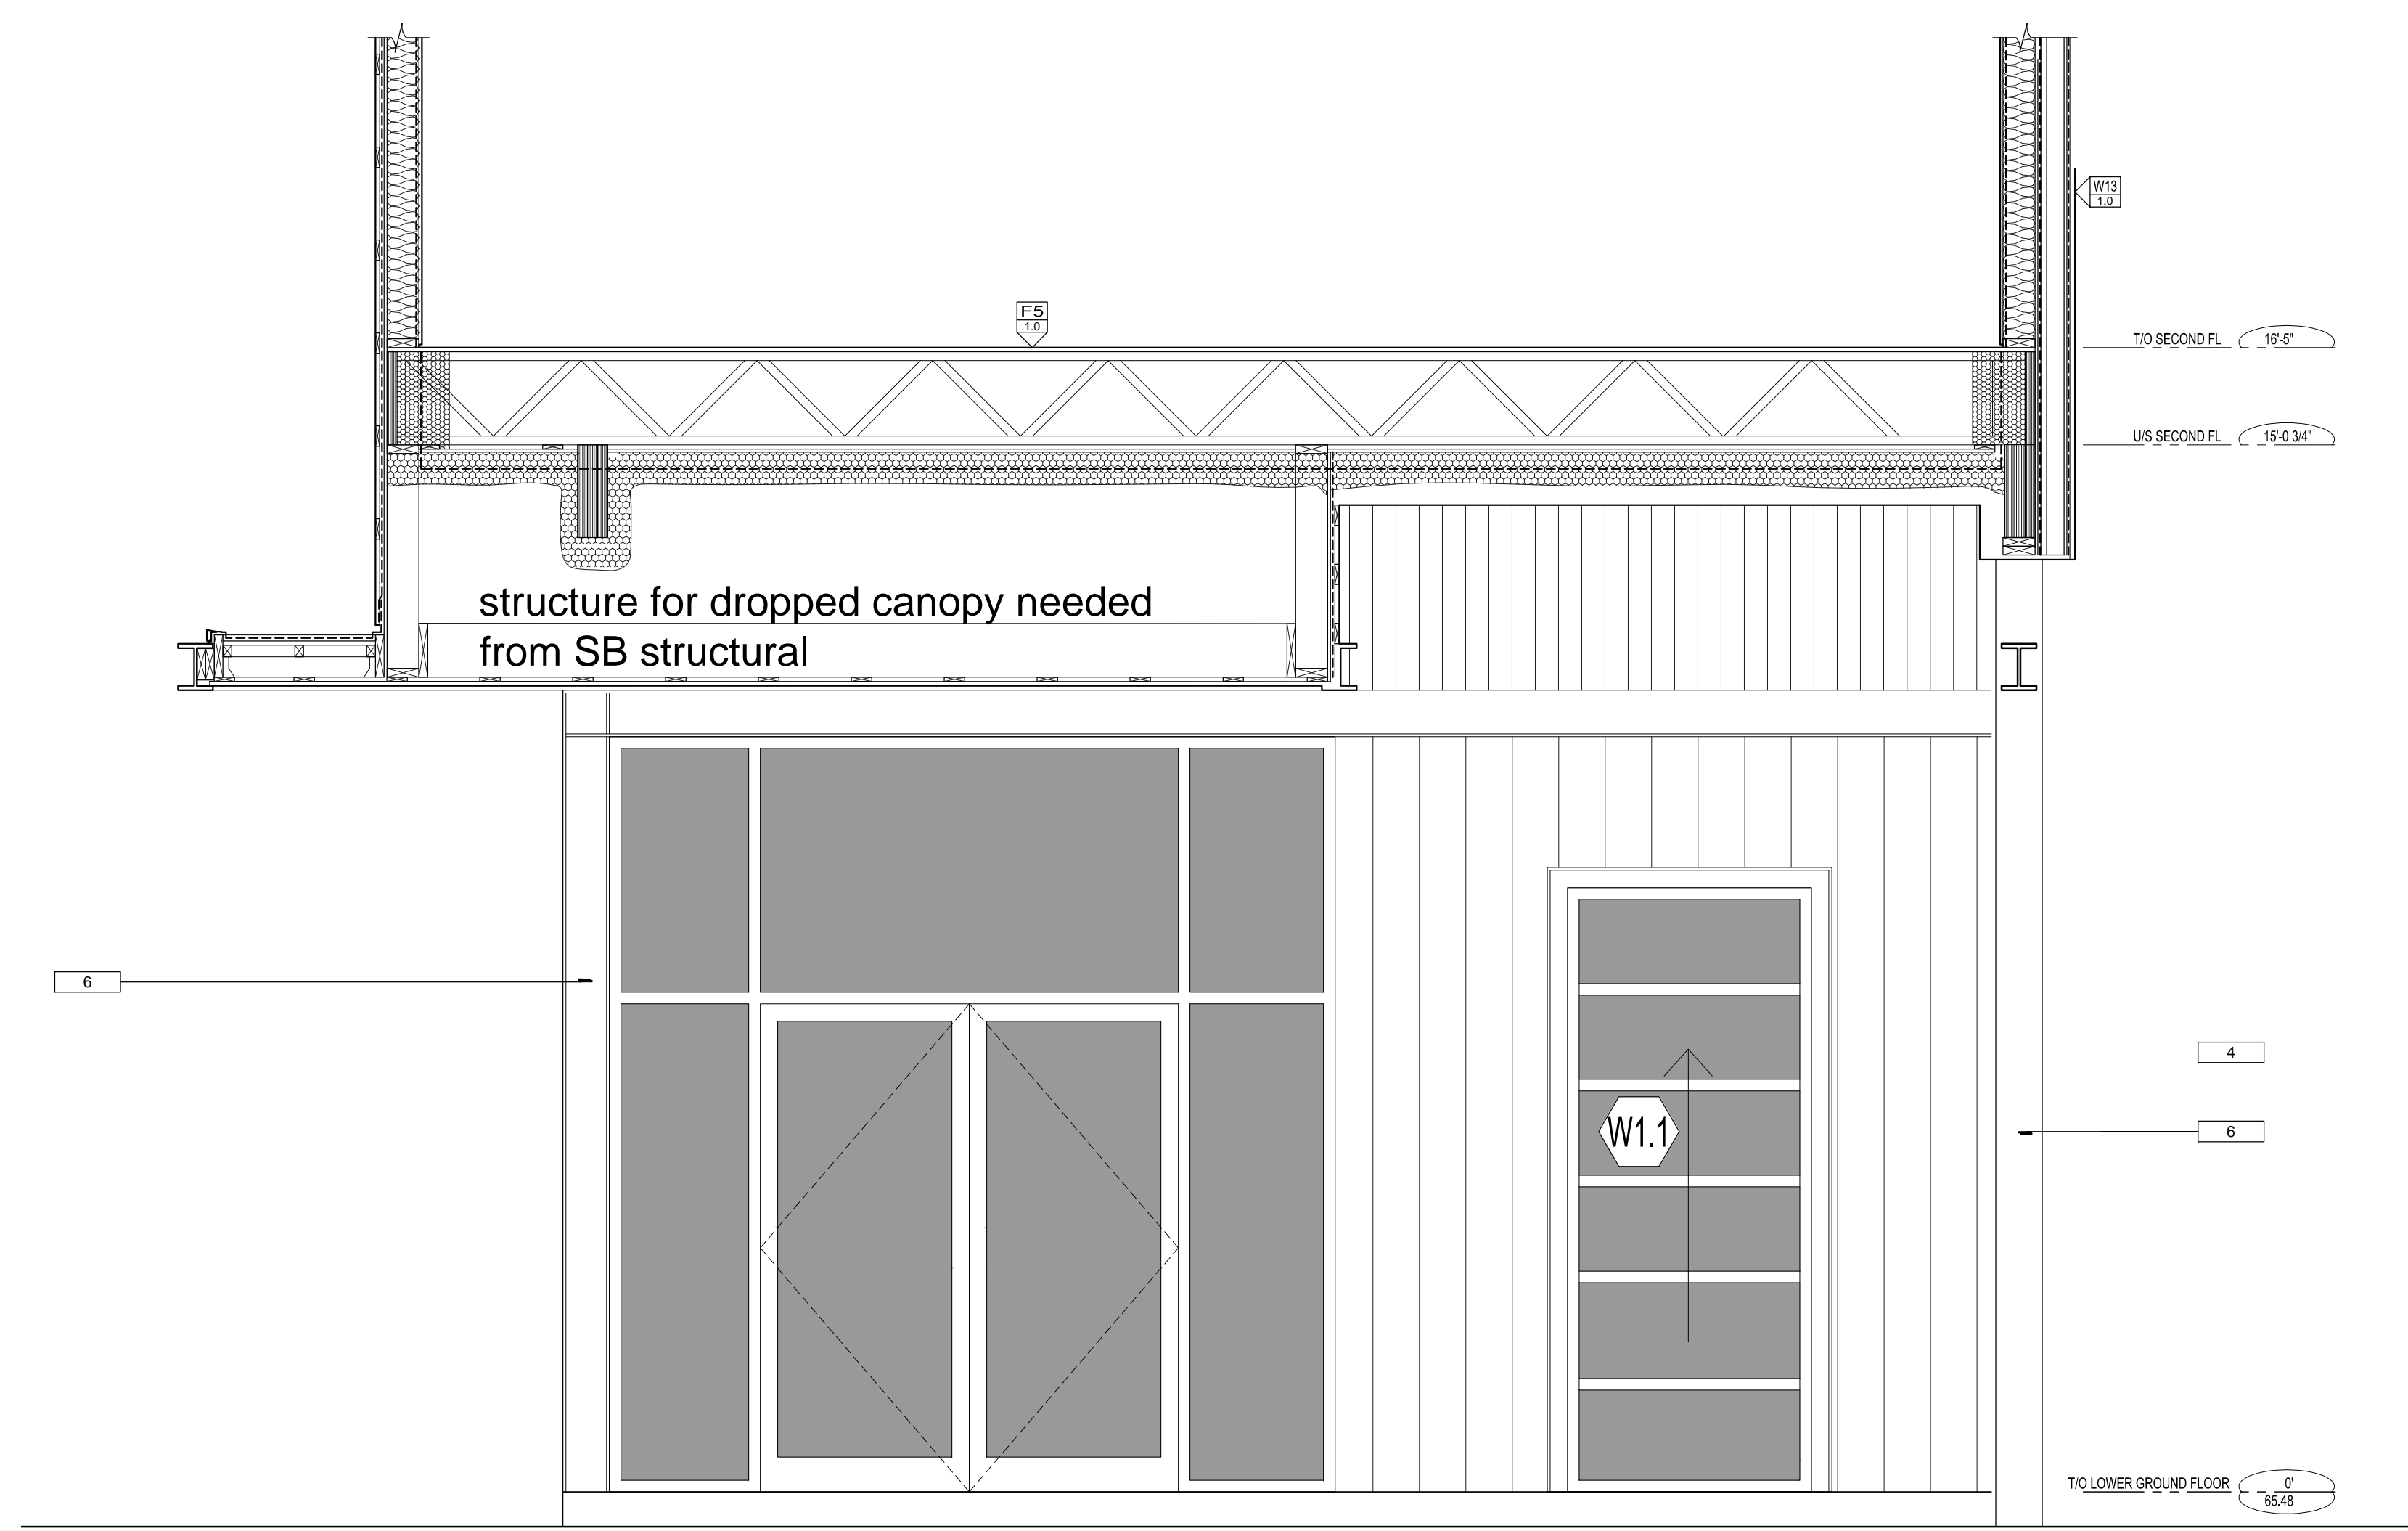 W13
1.0
F5
1.0
T/O SECOND FL 16'-5"
U/S SECOND FL 15'-0 3/4"
structure for dropped canopy needed
from SB structural
6
4
W1.1
6
T/O LOWER GROUND FLOOR 0'
65.48